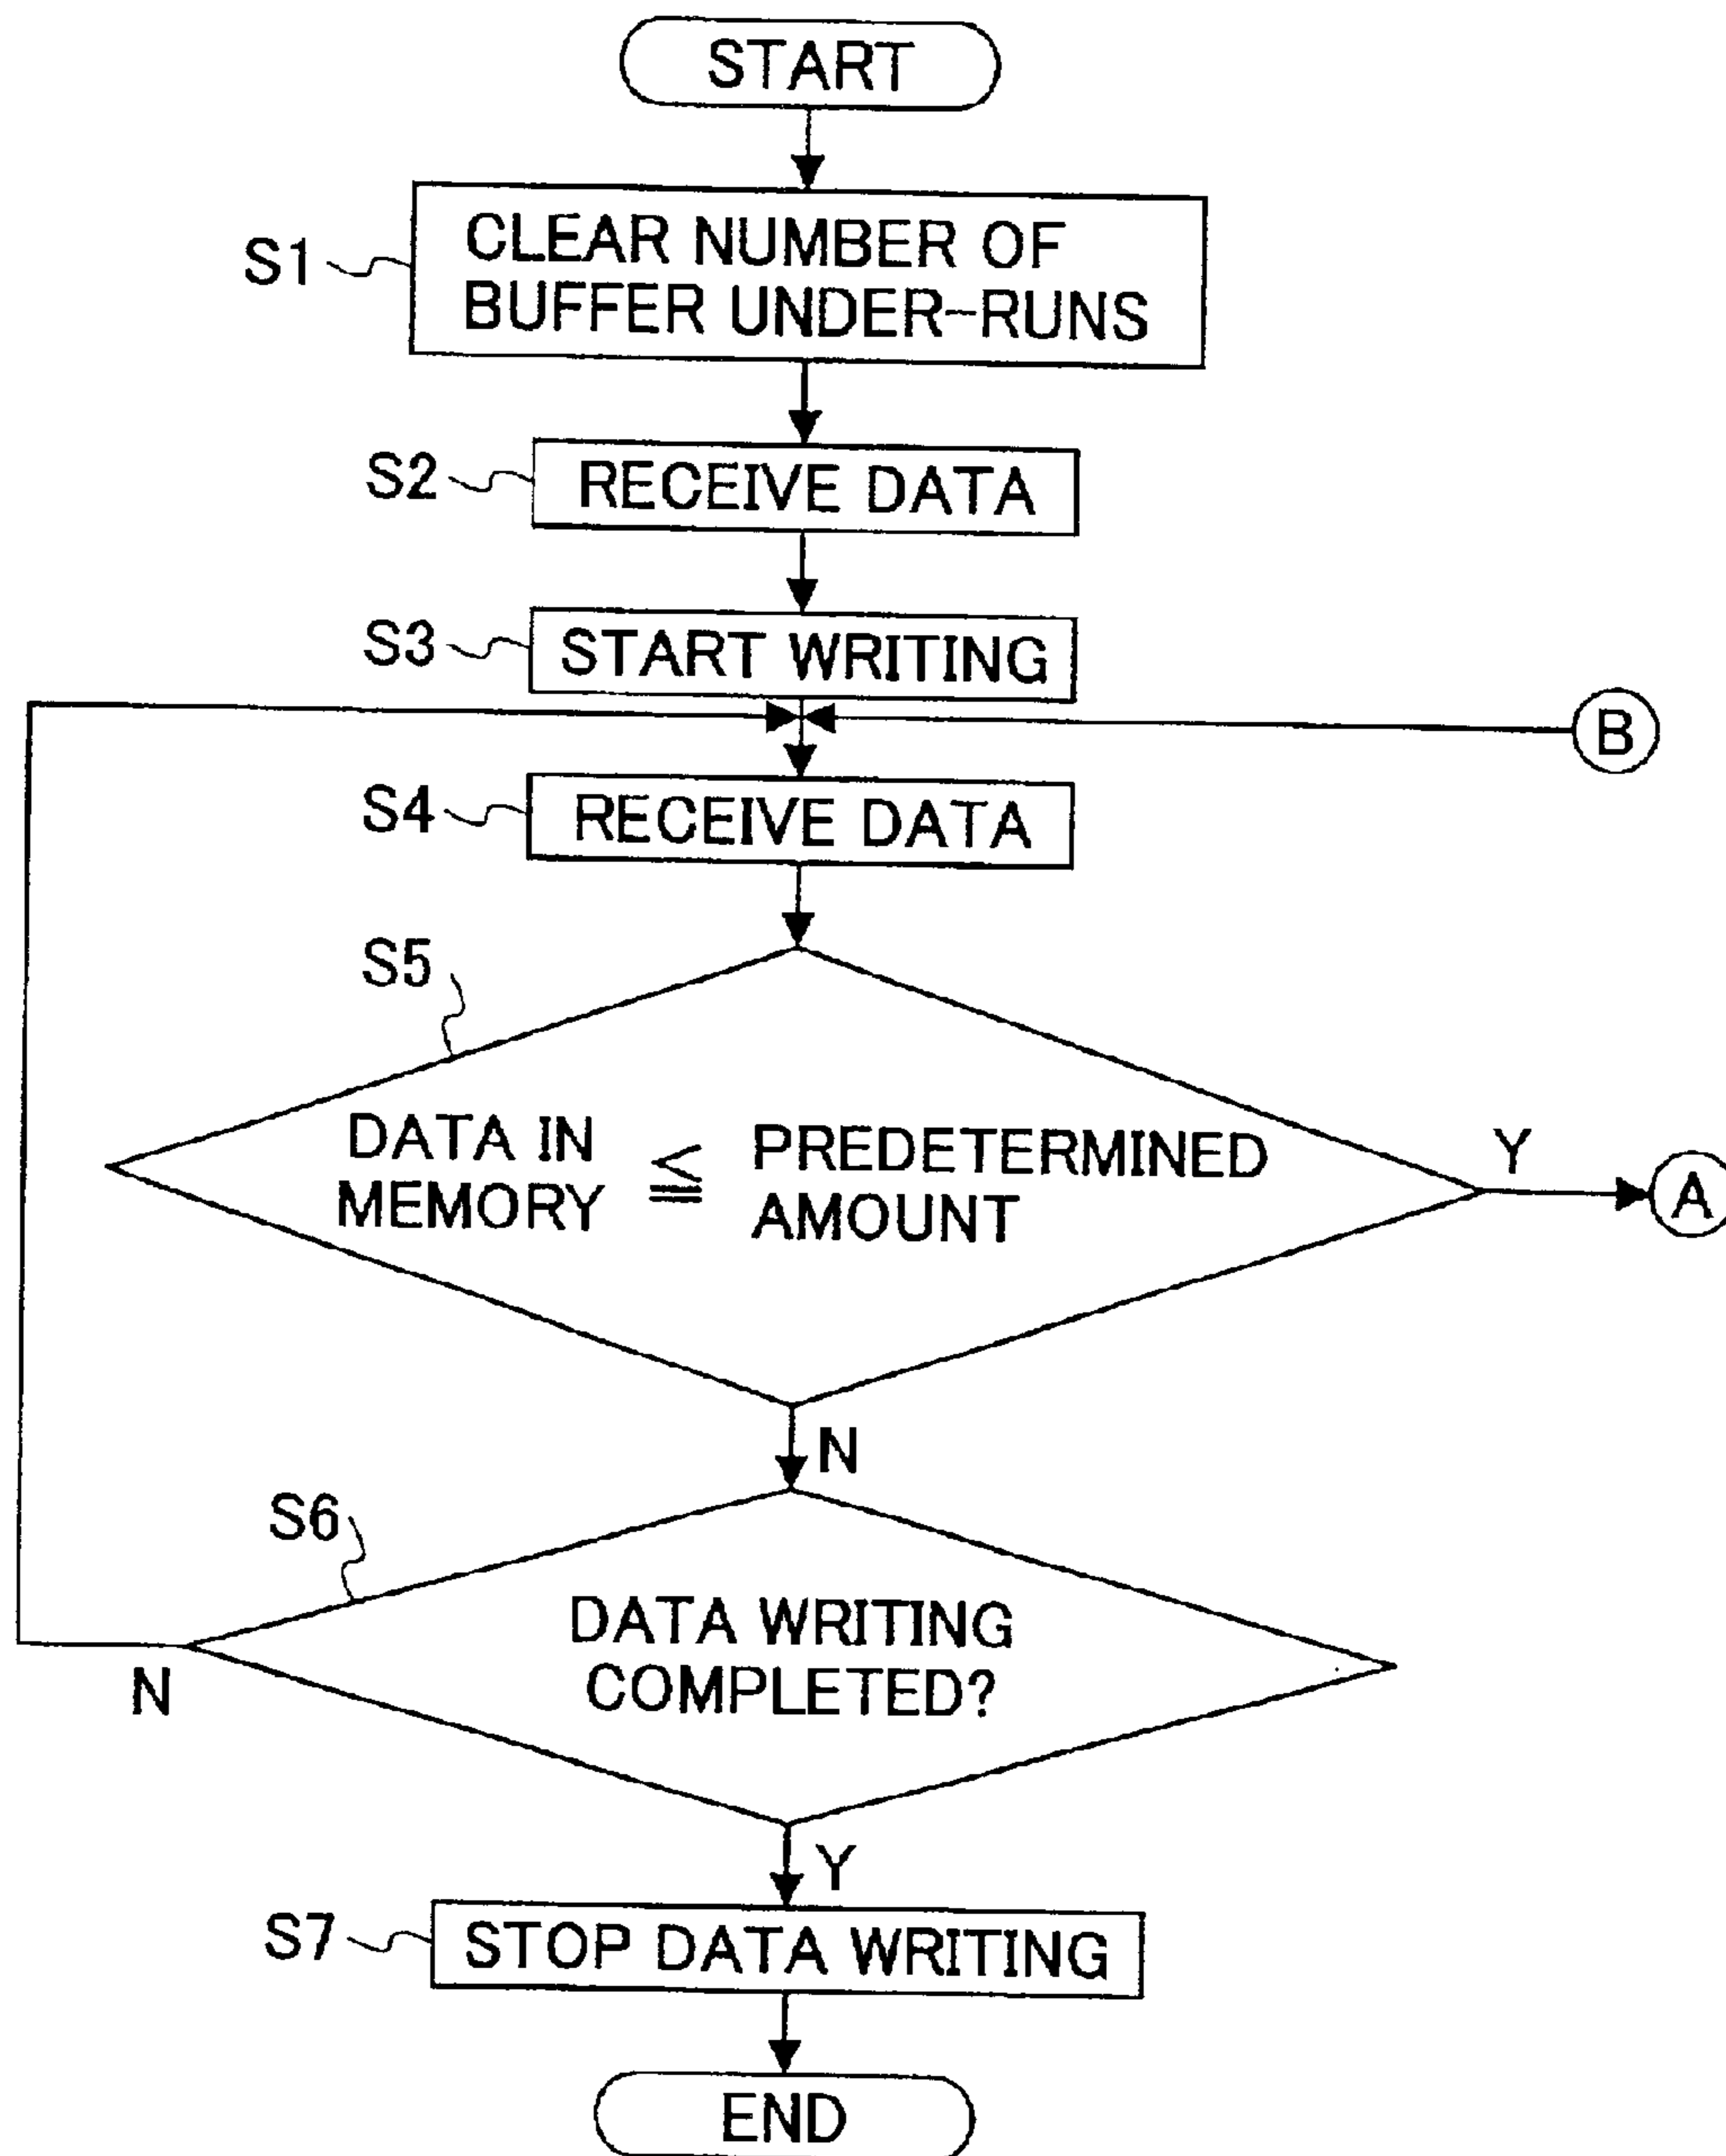 START
S1
CLEAR NUMBER OF
BUFFER UNDER-RUNS
S2
RECEIVE DATA
S3
START WRITING
B
S4
RECEIVE DATA
S5
DATA IN
MEMORY
≦
PREDETERMINED
AMOUNT
Y
A
N
S6
DATA WRITING
COMPLETED?
N
Y
S7
STOP DATA WRITING
END